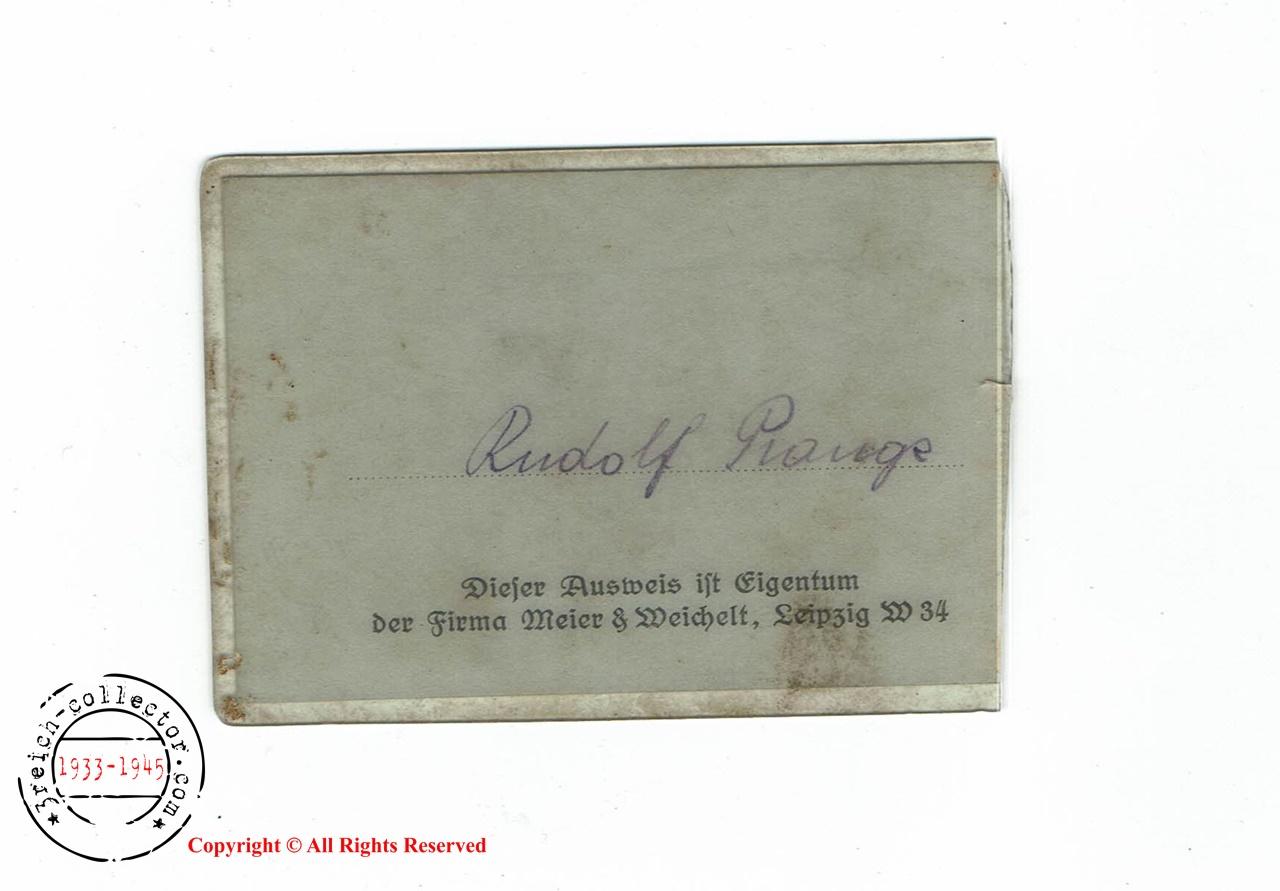 Rudolf Prange
Dieser Ausweis ist Eigentum
der Firma Meier & Weichelt, Leipzig W 34
3reich-collector.com
1933-1945
Copyright © All Rights Reserved